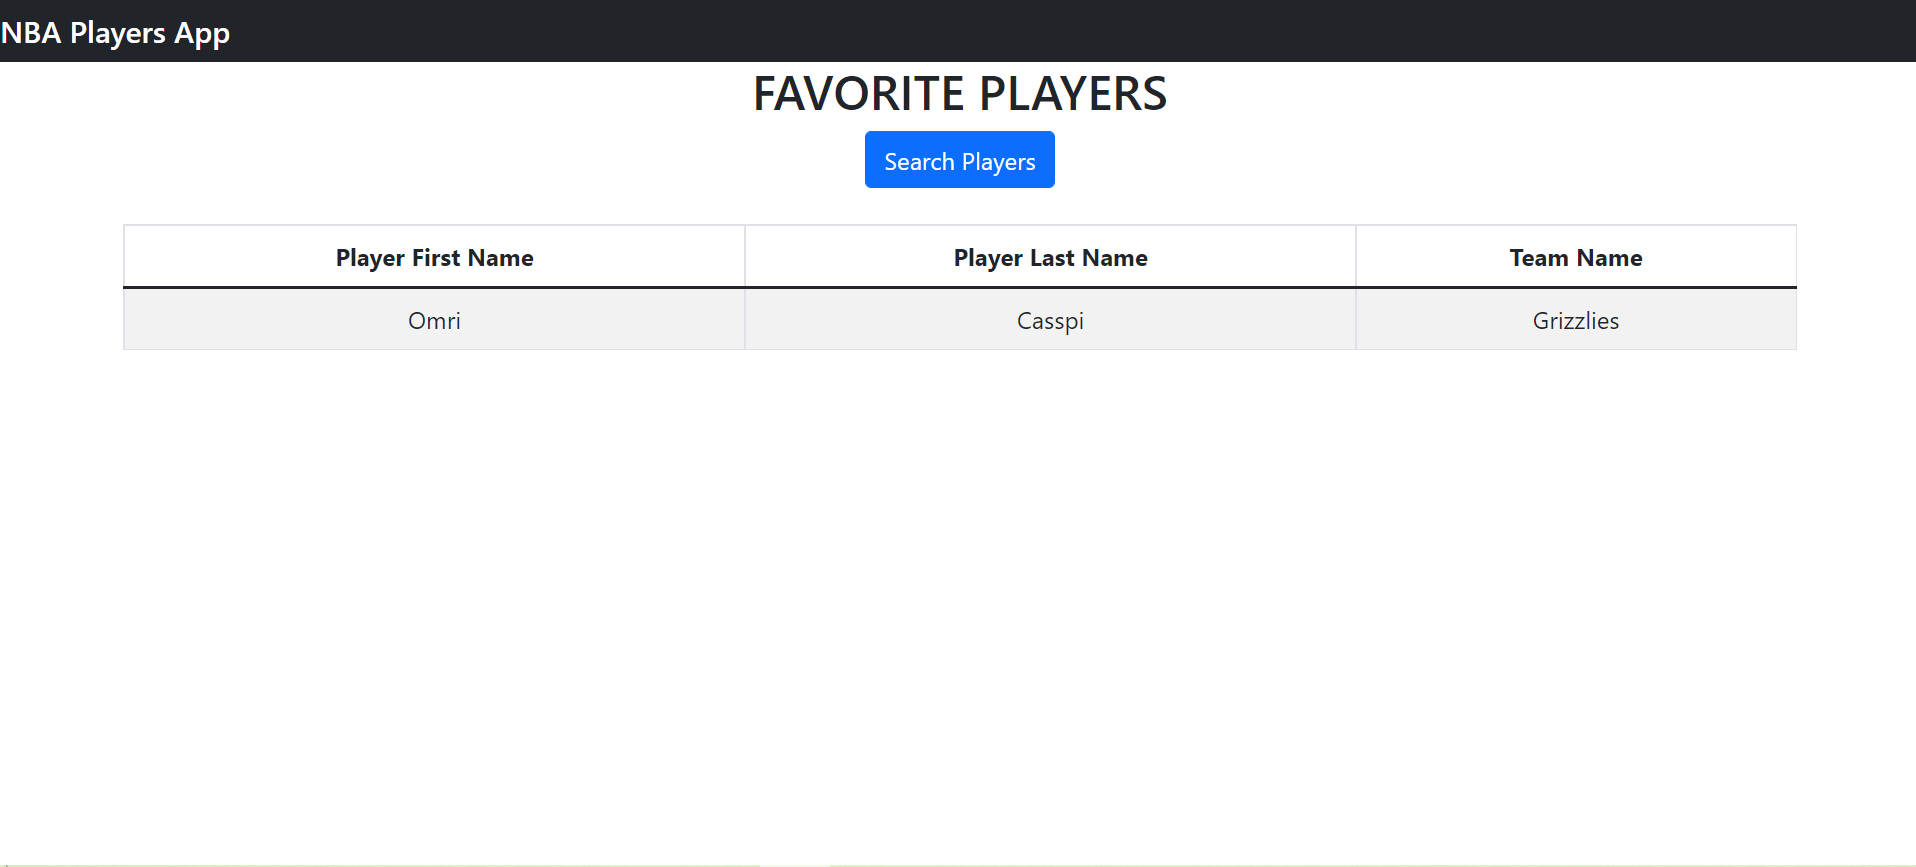 NBA Players App
FAVORITE PLAYERS
Search Players
Player First Name Player Last Name Team Name
Omri Casspi Grizzlies